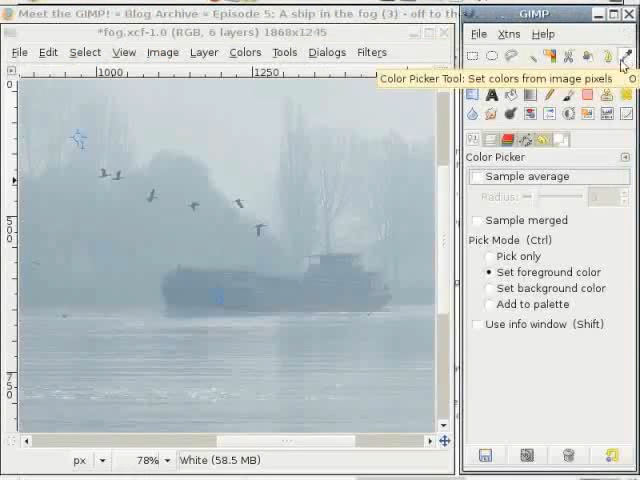 Meet the GIMP! » Blog Archive » Episode 5: A ship in the fog (3) - off to th
*fog.xcf-1.0 (RGB, 6 layers) 1868x1245
File Edit Select View Image Layer Colors Tools Dialogs Filters
1000 1250
0
500
750
px 78% White (58.5 MB)
GIMP
File Xtns Help
Color Picker Tool: Set colors from image pixels O
Color Picker
Sample average
Radius: 3
Sample merged
Pick Mode (Ctrl)
Pick only
Set foreground color
Set background color
Add to palette
Use info window (Shift)